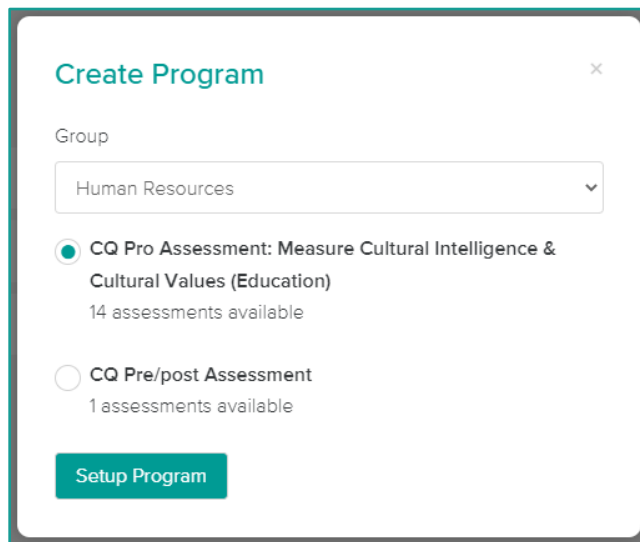 Create Program
×
Group
Human Resources
CQ Pro Assessment: Measure Cultural Intelligence &
Cultural Values (Education)
14 assessments available
CQ Pre/post Assessment
1 assessments available
Setup Program